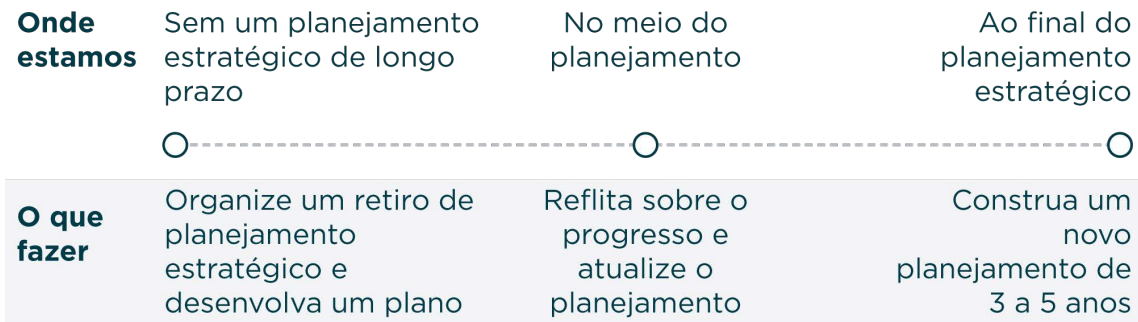 Onde
estamos
Sem um planejamento
estratégico de longo
prazo
No meio do
planejamento
Ao final do
planejamento
estratégico
O que
fazer
Organize um retiro de
planejamento
estratégico e
desenvolva um plano
Reflita sobre o
progresso e
atualize o
planejamento
Construa um
novo
planejamento de
3 a 5 anos